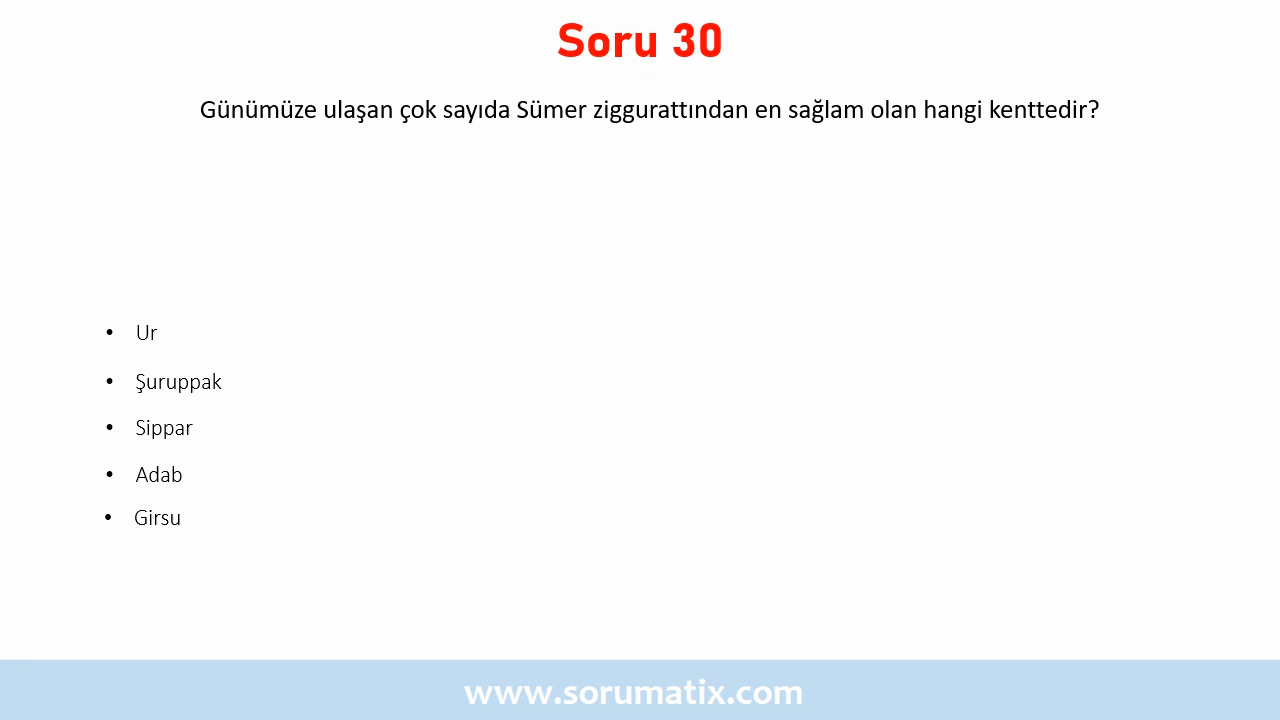 Soru 30
Günümüze ulaşan çok sayıda Sümer ziggurattından en sağlam olan hangi kenttedir?
• Ur
• Şuruppak
• Sippar
• Adab
• Girsu
www.sorumatix.com